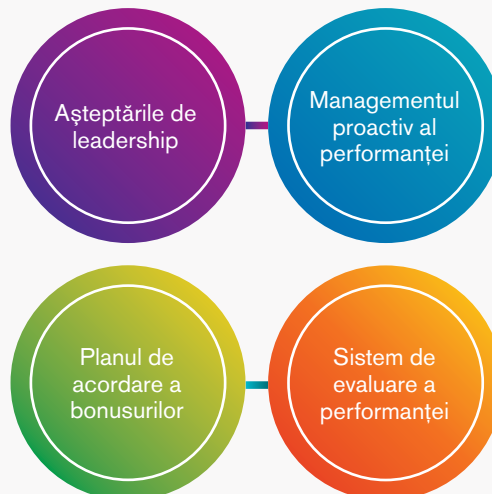 Așteptările de
leadership
Managementul
proactiv al
performanței
Planul de
acordare a
bonusurilor
Sistem de
evaluare a
performanței